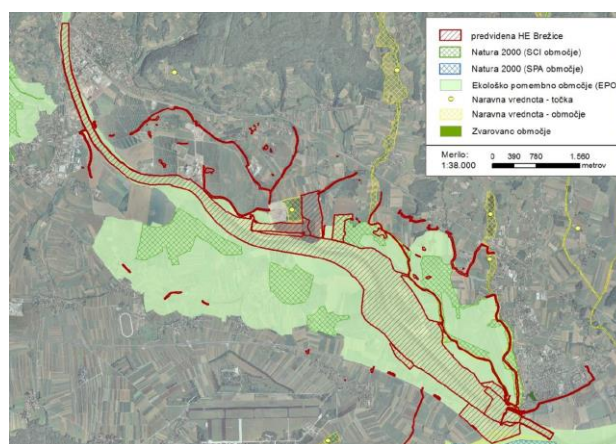 predvidena HE Brežice
Natura 2000 (SCI območje)
Natura 2000 (SPA območje)
Ekološko pomembno območje (EPO
Naravna vrednota - točka
Naravna vrednota - območje
Zvarovano območje
Merilo:
1:38.000
0 390 780 1.560
metrov